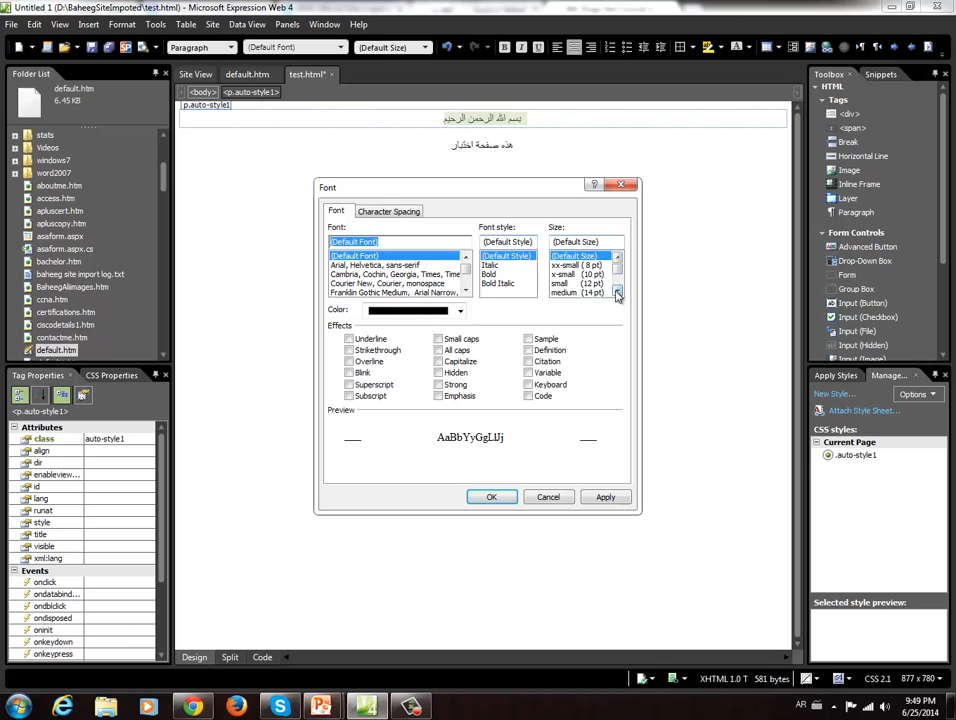 Untitled 1 (D:\BaheegSiteImpoted\test.html) - Microsoft Expression Web 4
File Edit View Insert Format Tools Table Site Data View Panels Window Help
Paragraph (Default Font) (Default Size)
Folder List
default.htm
6.45 KB
stats
Videos
windows7
word2007
aboutme.htm
access.htm
apluscert.htm
apluscopy.htm
asaform.aspx
asaform.aspx.cs
bachelor.htm
baheeg site import log.txt
BaheegAliimages.htm
ccna.htm
certifications.htm
ciscodetails1.htm
contactme.htm
default.htm
Tag Properties CSS Properties
<p.auto-style1>
Attributes
class auto-style1
align
dir
enableview...
id
lang
runat
style
title
visible
xml:lang
Events
onclick
ondatabind...
ondblclick
ondisposed
oninit
onkeydown
onkeypress
Site View default.htm test.html*
<body> <p.auto-style1>
p.auto-style1
بسم الله الرحمن الرحيم
هذه صفحة اختبار
Font
Font Character Spacing
Font: Font style: Size:
(Default Font) (Default Style) (Default Size)
(Default Font) (Default Style) (Default Size)
Arial, Helvetica, sans-serif Italic xx-small ( 8 pt)
Cambria, Cochin, Georgia, Times, Time Bold x-small (10 pt)
Courier New, Courier, monospace Bold Italic small (12 pt)
Franklin Gothic Medium, Arial Narrow, medium (14 pt)
Color:
Effects
Underline Small caps Sample
Strikethrough All caps Definition
Overline Capitalize Citation
Blink Hidden Variable
Superscript Strong Keyboard
Subscript Emphasis Code
Preview
AaBbYyGgLlJj
OK Cancel Apply
Design Split Code
Toolbox Snippets
HTML
Tags
<div>
<span>
Break
Horizontal Line
Image
Inline Frame
Layer
Paragraph
Form Controls
Advanced Button
Drop-Down Box
Form
Group Box
Input (Button)
Input (Checkbox)
Input (File)
Input (Hidden)
Apply Styles Manage...
New Style... Options
Attach Style Sheet...
CSS styles:
Current Page
.auto-style1
Selected style preview:
XHTML 1.0 T 581 bytes CSS 2.1 877 x 780
AR 9:49 PM
6/25/2014